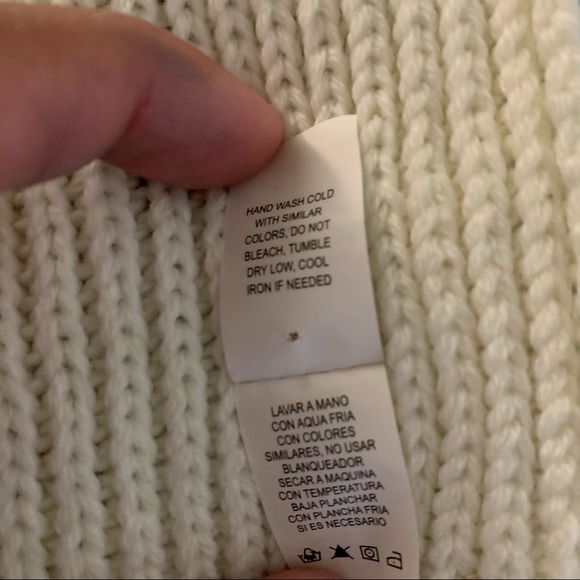 HAND WASH COLD
WITH SIMILAR
COLORS, DO NOT
BLEACH, TUMBLE
DRY LOW, COOL
IRON IF NEEDED
LAVAR A MANO
CON AQUA FRIA
CON COLORES
SIMILARES, NO USAR
BLANQUEADOR
SECAR A MAQUINA
CON TEMPERATURA
BAJA PLANCHAR
CON PLANCHA FRIA
SI ES NECESARIO